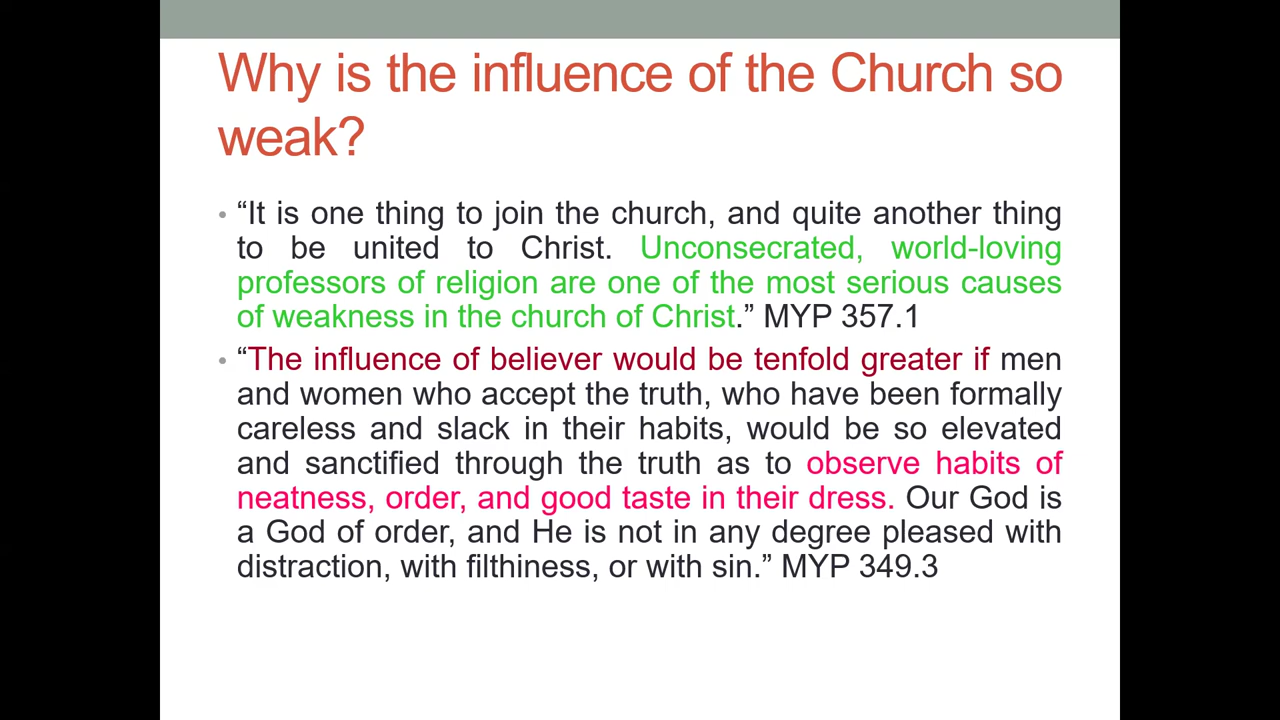 Why is the influence of the Church so
weak?
• “It is one thing to join the church, and quite another thing
to be united to Christ. Unconsecrated, world-loving
professors of religion are one of the most serious causes
of weakness in the church of Christ.” MYP 357.1
• “The influence of believer would be tenfold greater if men
and women who accept the truth, who have been formally
careless and slack in their habits, would be so elevated
and sanctified through the truth as to observe habits of
neatness, order, and good taste in their dress. Our God is
a God of order, and He is not in any degree pleased with
distraction, with filthiness, or with sin.” MYP 349.3